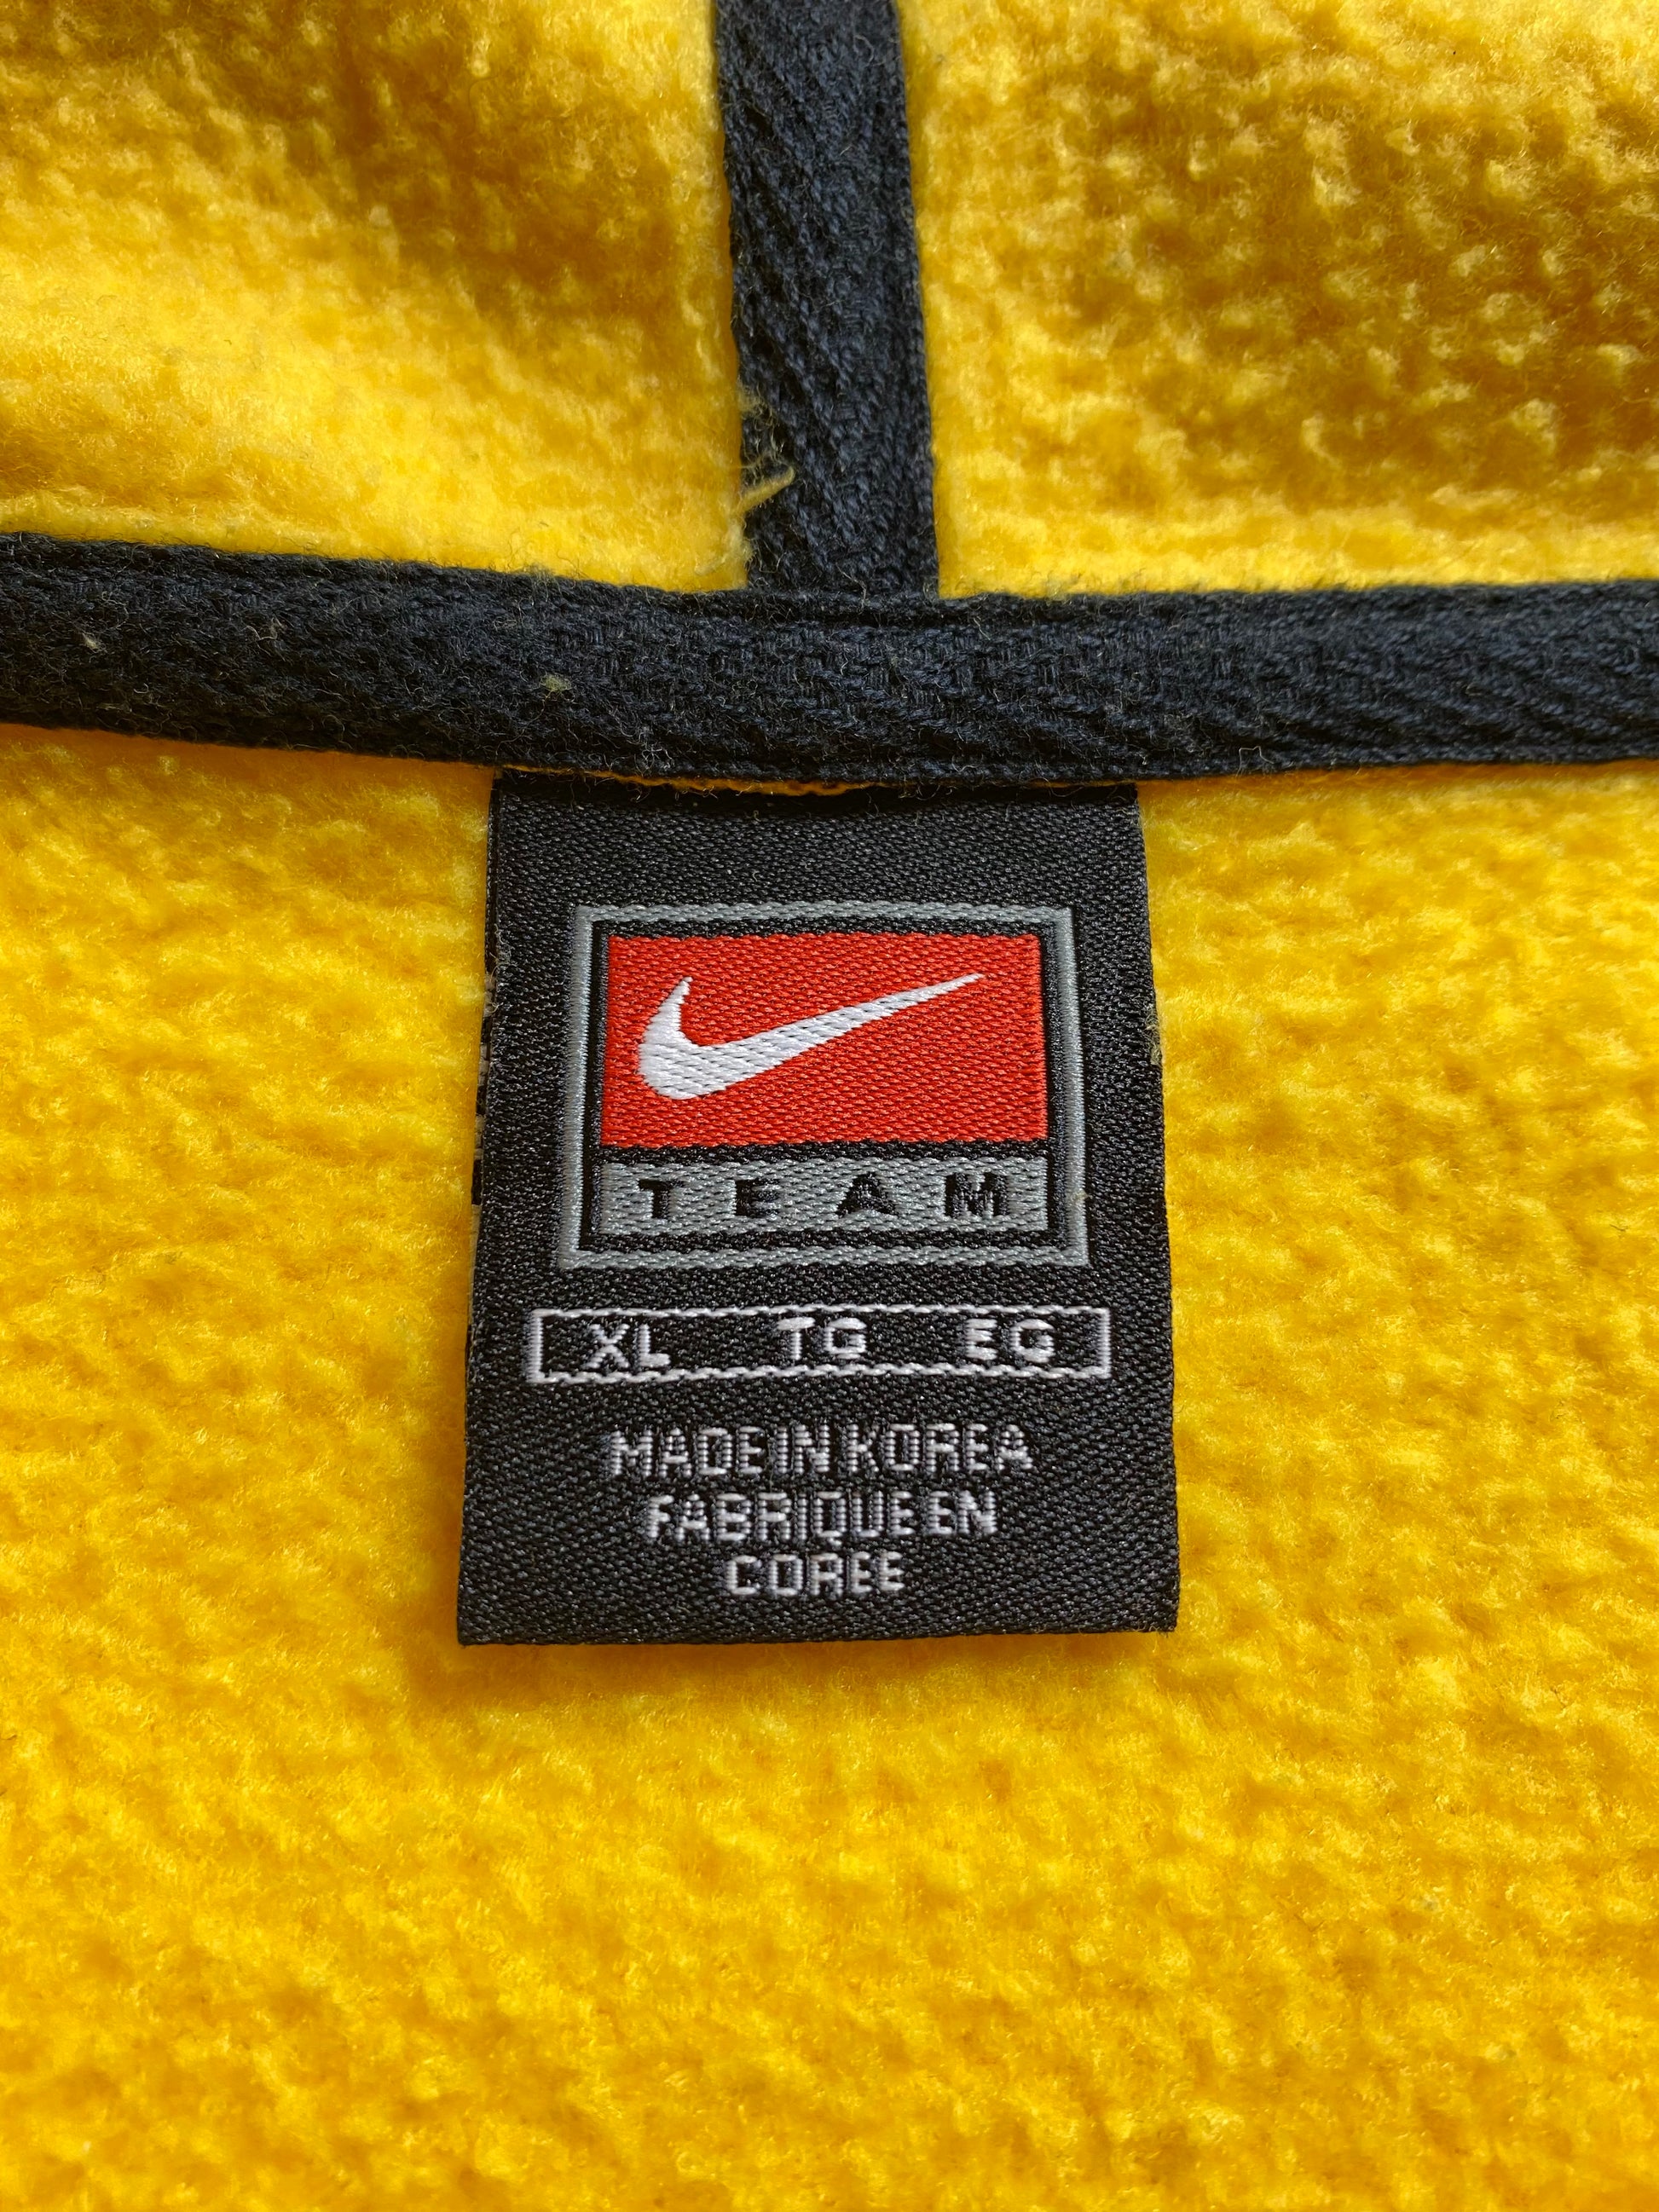 TEAM
XL TG EG
MADE IN KOREA
FABRIQUE EN
COREE